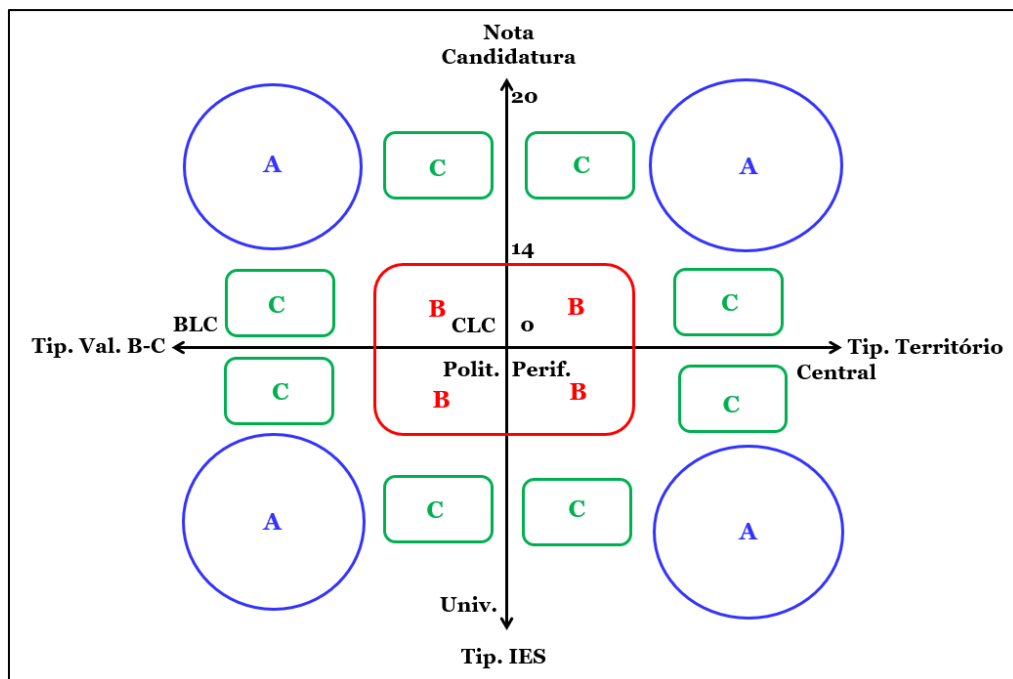 Nota
Candidatura
20
A
C
C
A
14
C
B
B
C
BLC
CLC
0
Tip. Val. B-C
Tip. Território
Polit.
Perif.
Central
C
B
B
C
A
C
C
A
Univ.
Tip. IES